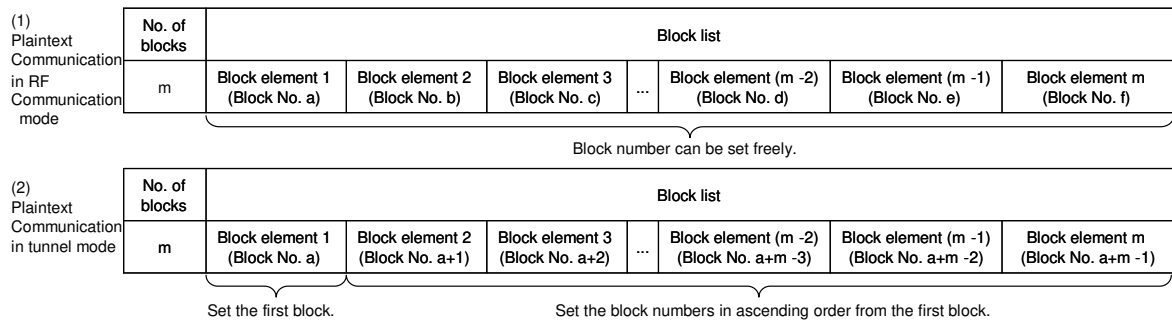 (1)
Plaintext
Communication
in RF
Communication
mode
No. of
blocks
Block list
m
Block element 1
(Block No. a)
Block element 2
(Block No. b)
Block element 3
(Block No. c)
...
Block element (m -2)
(Block No. d)
Block element (m -1)
(Block No. e)
Block element m
(Block No. f)
Block number can be set freely.
(2)
Plaintext
Communication
in tunnel mode
No. of
blocks
Block list
m
Block element 1
(Block No. a)
Block element 2
(Block No. a+1)
Block element 3
(Block No. a+2)
...
Block element (m -2)
(Block No. a+m -3)
Block element (m -1)
(Block No. a+m -2)
Block element m
(Block No. a+m -1)
Set the first block.
Set the block numbers in ascending order from the first block.